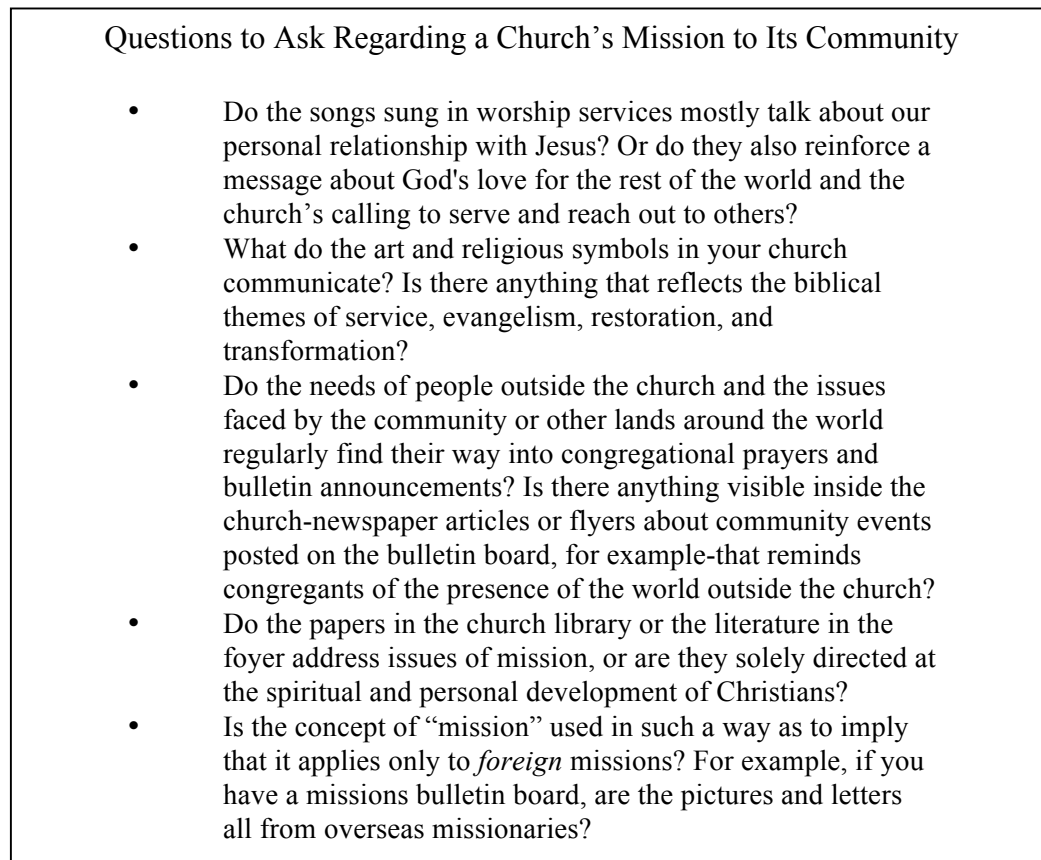 Questions to Ask Regarding a Church’s Mission to Its Community
• Do the songs sung in worship services mostly talk about our
personal relationship with Jesus? Or do they also reinforce a
message about God's love for the rest of the world and the
church’s calling to serve and reach out to others?
• What do the art and religious symbols in your church
communicate? Is there anything that reflects the biblical
themes of service, evangelism, restoration, and
transformation?
• Do the needs of people outside the church and the issues
faced by the community or other lands around the world
regularly find their way into congregational prayers and
bulletin announcements? Is there anything visible inside the
church-newspaper articles or flyers about community events
posted on the bulletin board, for example-that reminds
congregants of the presence of the world outside the church?
• Do the papers in the church library or the literature in the
foyer address issues of mission, or are they solely directed at
the spiritual and personal development of Christians?
• Is the concept of “mission” used in such a way as to imply
that it applies only to foreign missions? For example, if you
have a missions bulletin board, are the pictures and letters
all from overseas missionaries?